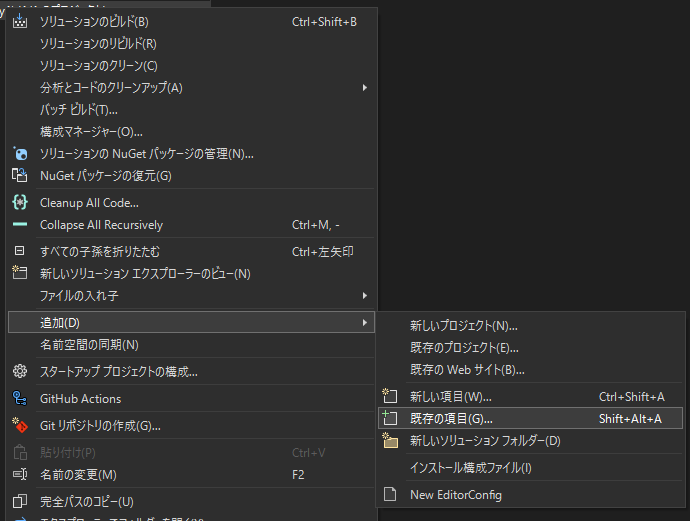 ソリューションのビルド(B) Ctrl+Shift+B
ソリューションのリビルド(R)
ソリューションのクリーン(C)
分析とコードのクリーンアップ(A)
バッチ ビルド(T)...
構成マネージャー(O)...
ソリューションの NuGet パッケージの管理(N)...
NuGet パッケージの復元(G)
Cleanup All Code...
Collapse All Recursively Ctrl+M, -
すべての子孫を折りたたむ Ctrl+左矢印
新しいソリューション エクスプローラーのビュー(N)
ファイルの入れ子
追加(D)
名前空間の同期(N)
スタートアップ プロジェクトの構成...
GitHub Actions
Git リポジトリの作成(G)...
貼り付け(P) Ctrl+V
名前の変更(M) F2
完全パスのコピー(U)
新しいプロジェクト(N)...
既存のプロジェクト(E)...
既存の Web サイト(B)...
新しい項目(W)... Ctrl+Shift+A
既存の項目(G)... Shift+Alt+A
新しいソリューション フォルダー(D)
インストール構成ファイル(I)
New EditorConfig